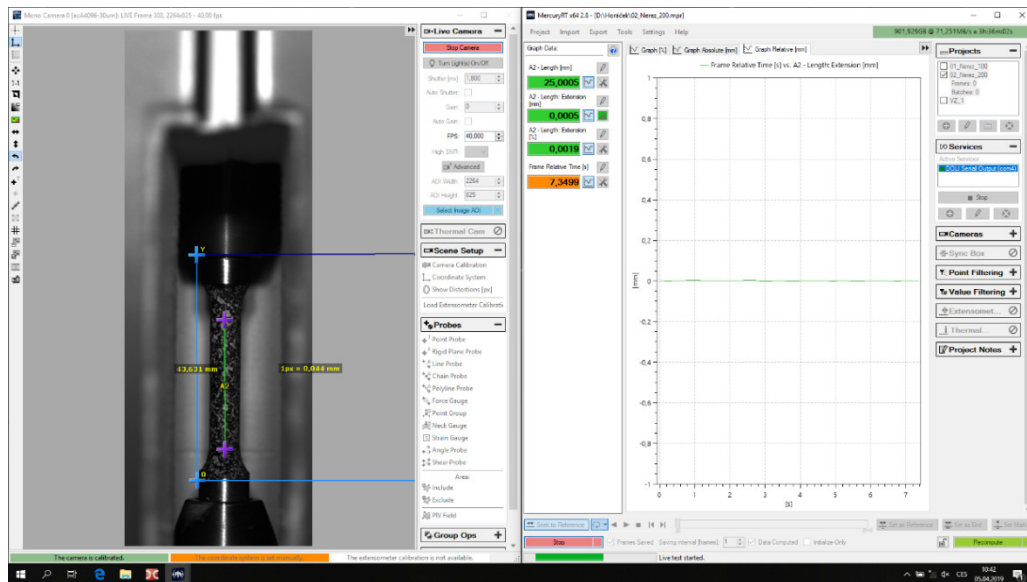 Mono Camera 0 (acA4096-30um): LIVE Frame 303, 2264x625 - 40,00 fps
Live Camera
Stop Camera
Turn Light(s) On/Off
Shutter [ms] 1,800
Auto Shutter
Gain: 0
Auto Gain:
FPS: 40,000
High SNR:
Advanced
AOI Width: 2264
AOI Height: 625
Select Image AOI
Thermal Cam
Scene Setup
Camera Calibration
Coordinate System
Show Distortions [px]
Load Extensometer Calibrati
Probes
Point Probe
Rigid Plane Probe
Line Probe
Chain Probe
Polyline Probe
Force Gauge
Point Group
Neck Gauge
Strain Gauge
Angle Probe
Shear Probe
Area:
Include
Exclude
PIV Field
Group Ops
1:1
Y
43,631 mm
1px = 0,044 mm
A2
0
The camera is calibrated.
The coordinate system is set manually.
The extensometer calibration is not available.
MercuryRT x64 2.8 - [D:\Horáček\02_Nerez_200.mpr]
Project Import Export Tools Settings Help
901,929GB @ 71,251MB/s = 3h36m02s
Graph Data:
A2 - Length [mm]
25,0005
A2 - Length: Extension [mm]
0,0005
A2 - Length: Extension [%]
0,0019
Frame Relative Time [s]
7,3499
Graph [%] Graph Absolute [mm] Graph Relative [mm]
Frame Relative Time [s] vs. A2 - Length: Extension [mm]
1
0,8
0,6
0,4
0,2
0
-0,2
-0,4
-0,6
-0,8
-1
[mm]
0 1 2 3 4 5 6 7
[s]
Projects
01_Nerez_100
02_Nerez_200
Frames: 0
Batches: 0
VZ_1
Services
Active Services
DOLI Serial Output (com4)
Stop
Cameras
Sync Box
Point Filtering
Value Filtering
Extensomet...
Thermal...
Project Notes
Seek to Reference
Set as Reference
Set as End
Set Mark
Stop
Frames Saved Saving interval [frames]: 1 Data Computed Initialize Only
Recompute
Live test started.
CES
10:42
05.04.2019